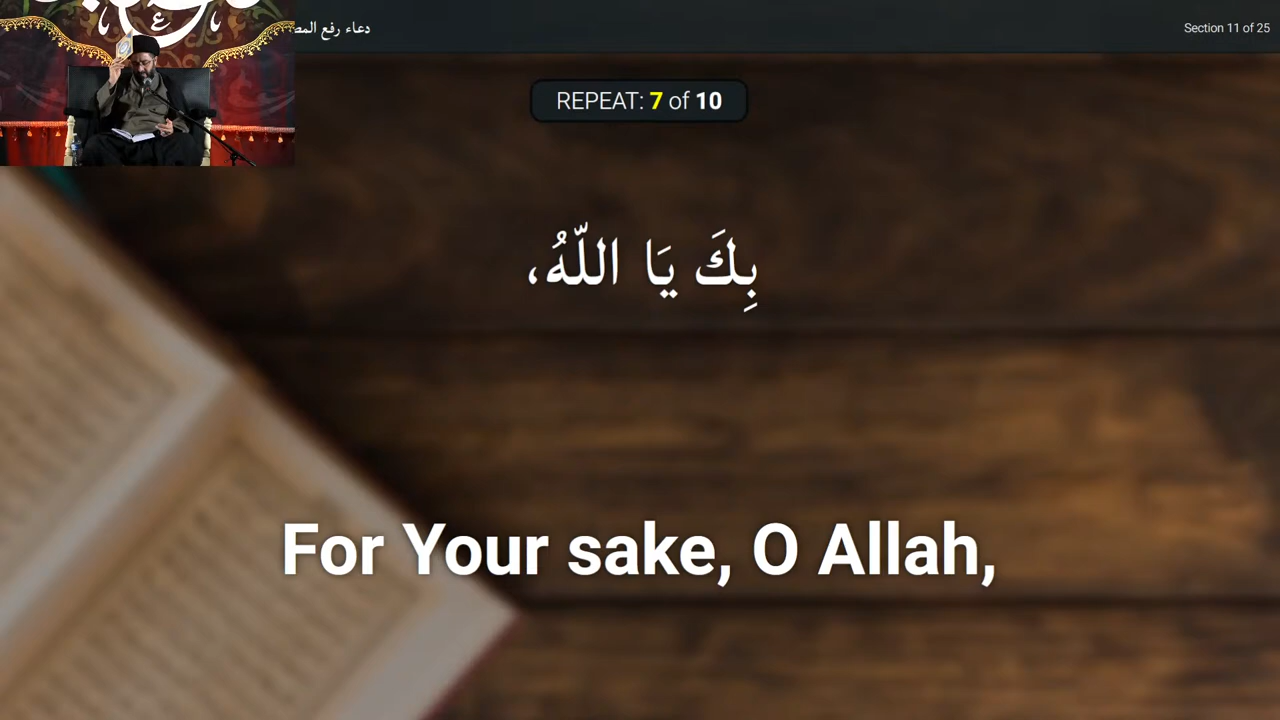 دعاء رفع المص
Section 11 of 25
REPEAT: 7 of 10
بِكَ يَا اللّٰهُ،
For Your sake, O Allah,